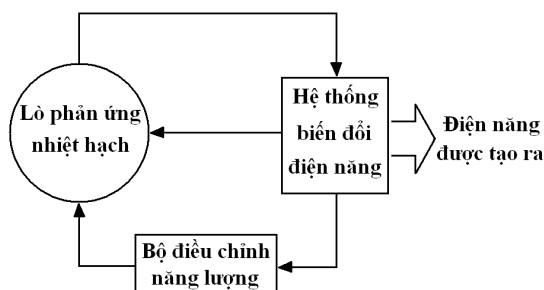 Lò phản ứng
nhiệt hạch
Hệ thống
biến đổi
điện năng
Điện năng
được tạo ra
Bộ điều chỉnh
năng lượng